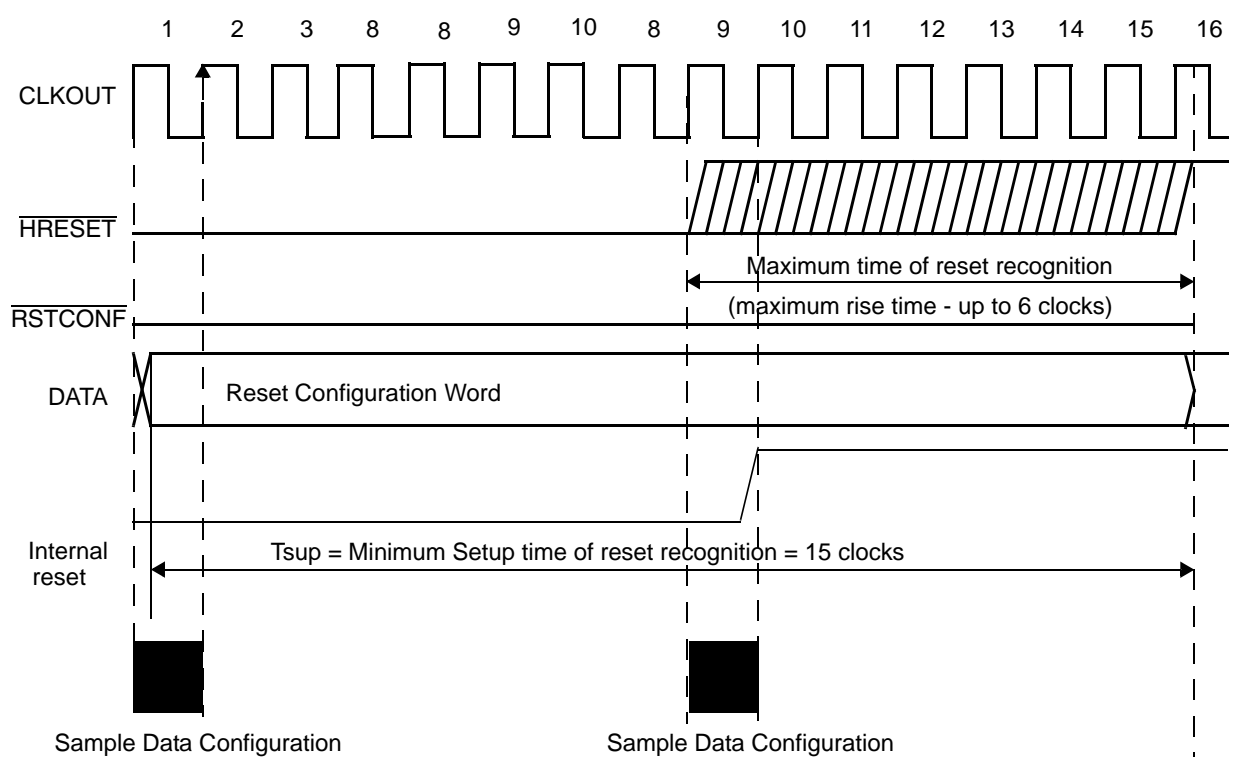 1 2 3 8 8 9 10 8 9 10 11 12 13 14 15 16
CLKOUT
HRESET
Maximum time of reset recognition
(maximum rise time - up to 6 clocks)
RSTCONF
DATA
Reset Configuration Word
Internal
reset
Tsup = Minimum Setup time of reset recognition = 15 clocks
Sample Data Configuration
Sample Data Configuration